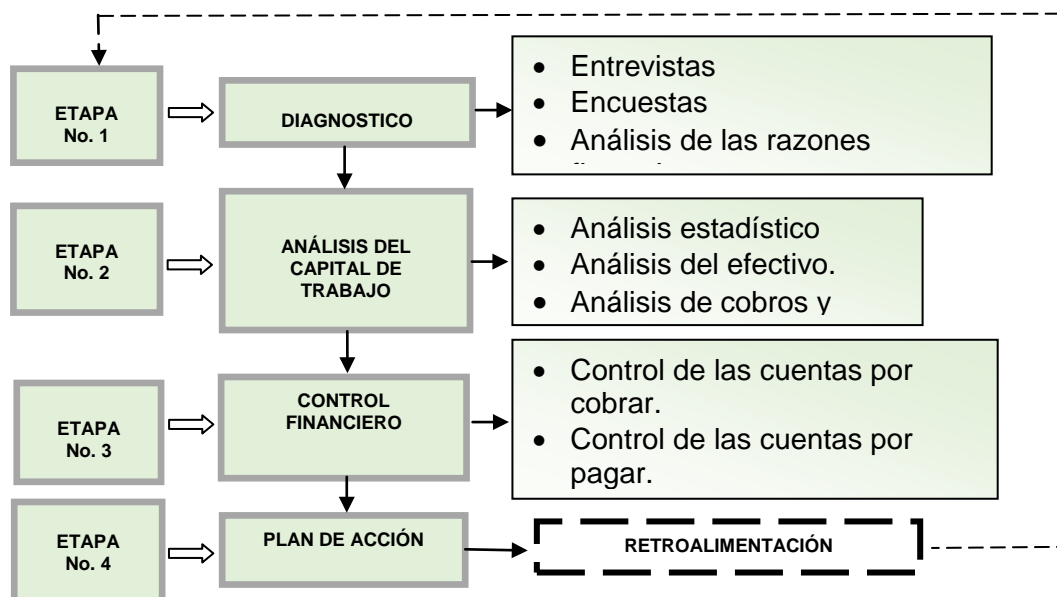 ETAPA
No. 1
DIAGNOSTICO
• Entrevistas
• Encuestas
• Análisis de las razones
ETAPA
No. 2
ANÁLISIS DEL
CAPITAL DE
TRABAJO
• Análisis estadístico
• Análisis del efectivo.
• Análisis de cobros y
ETAPA
No. 3
CONTROL
FINANCIERO
• Control de las cuentas por
cobrar.
• Control de las cuentas por
pagar.
ETAPA
No. 4
PLAN DE ACCIÓN
RETROALIMENTACIÓN